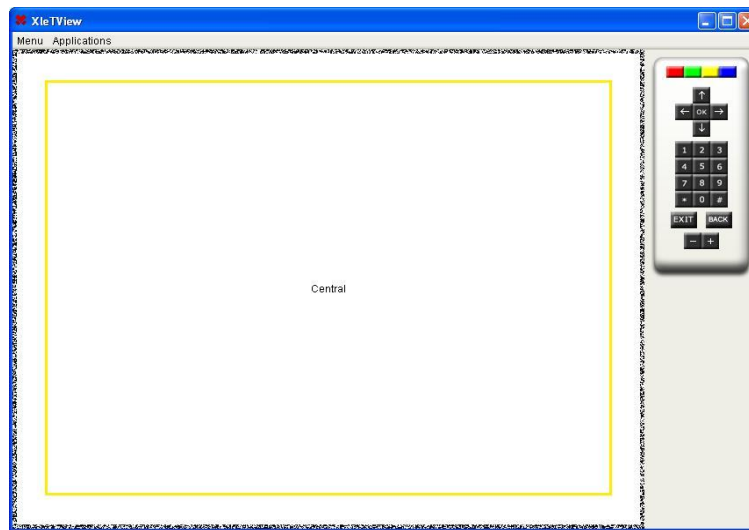 XleTView
Menu Applications
Central
↑
← OK →
↓
1 2 3
4 5 6
7 8 9
* 0 #
EXIT BACK
− +